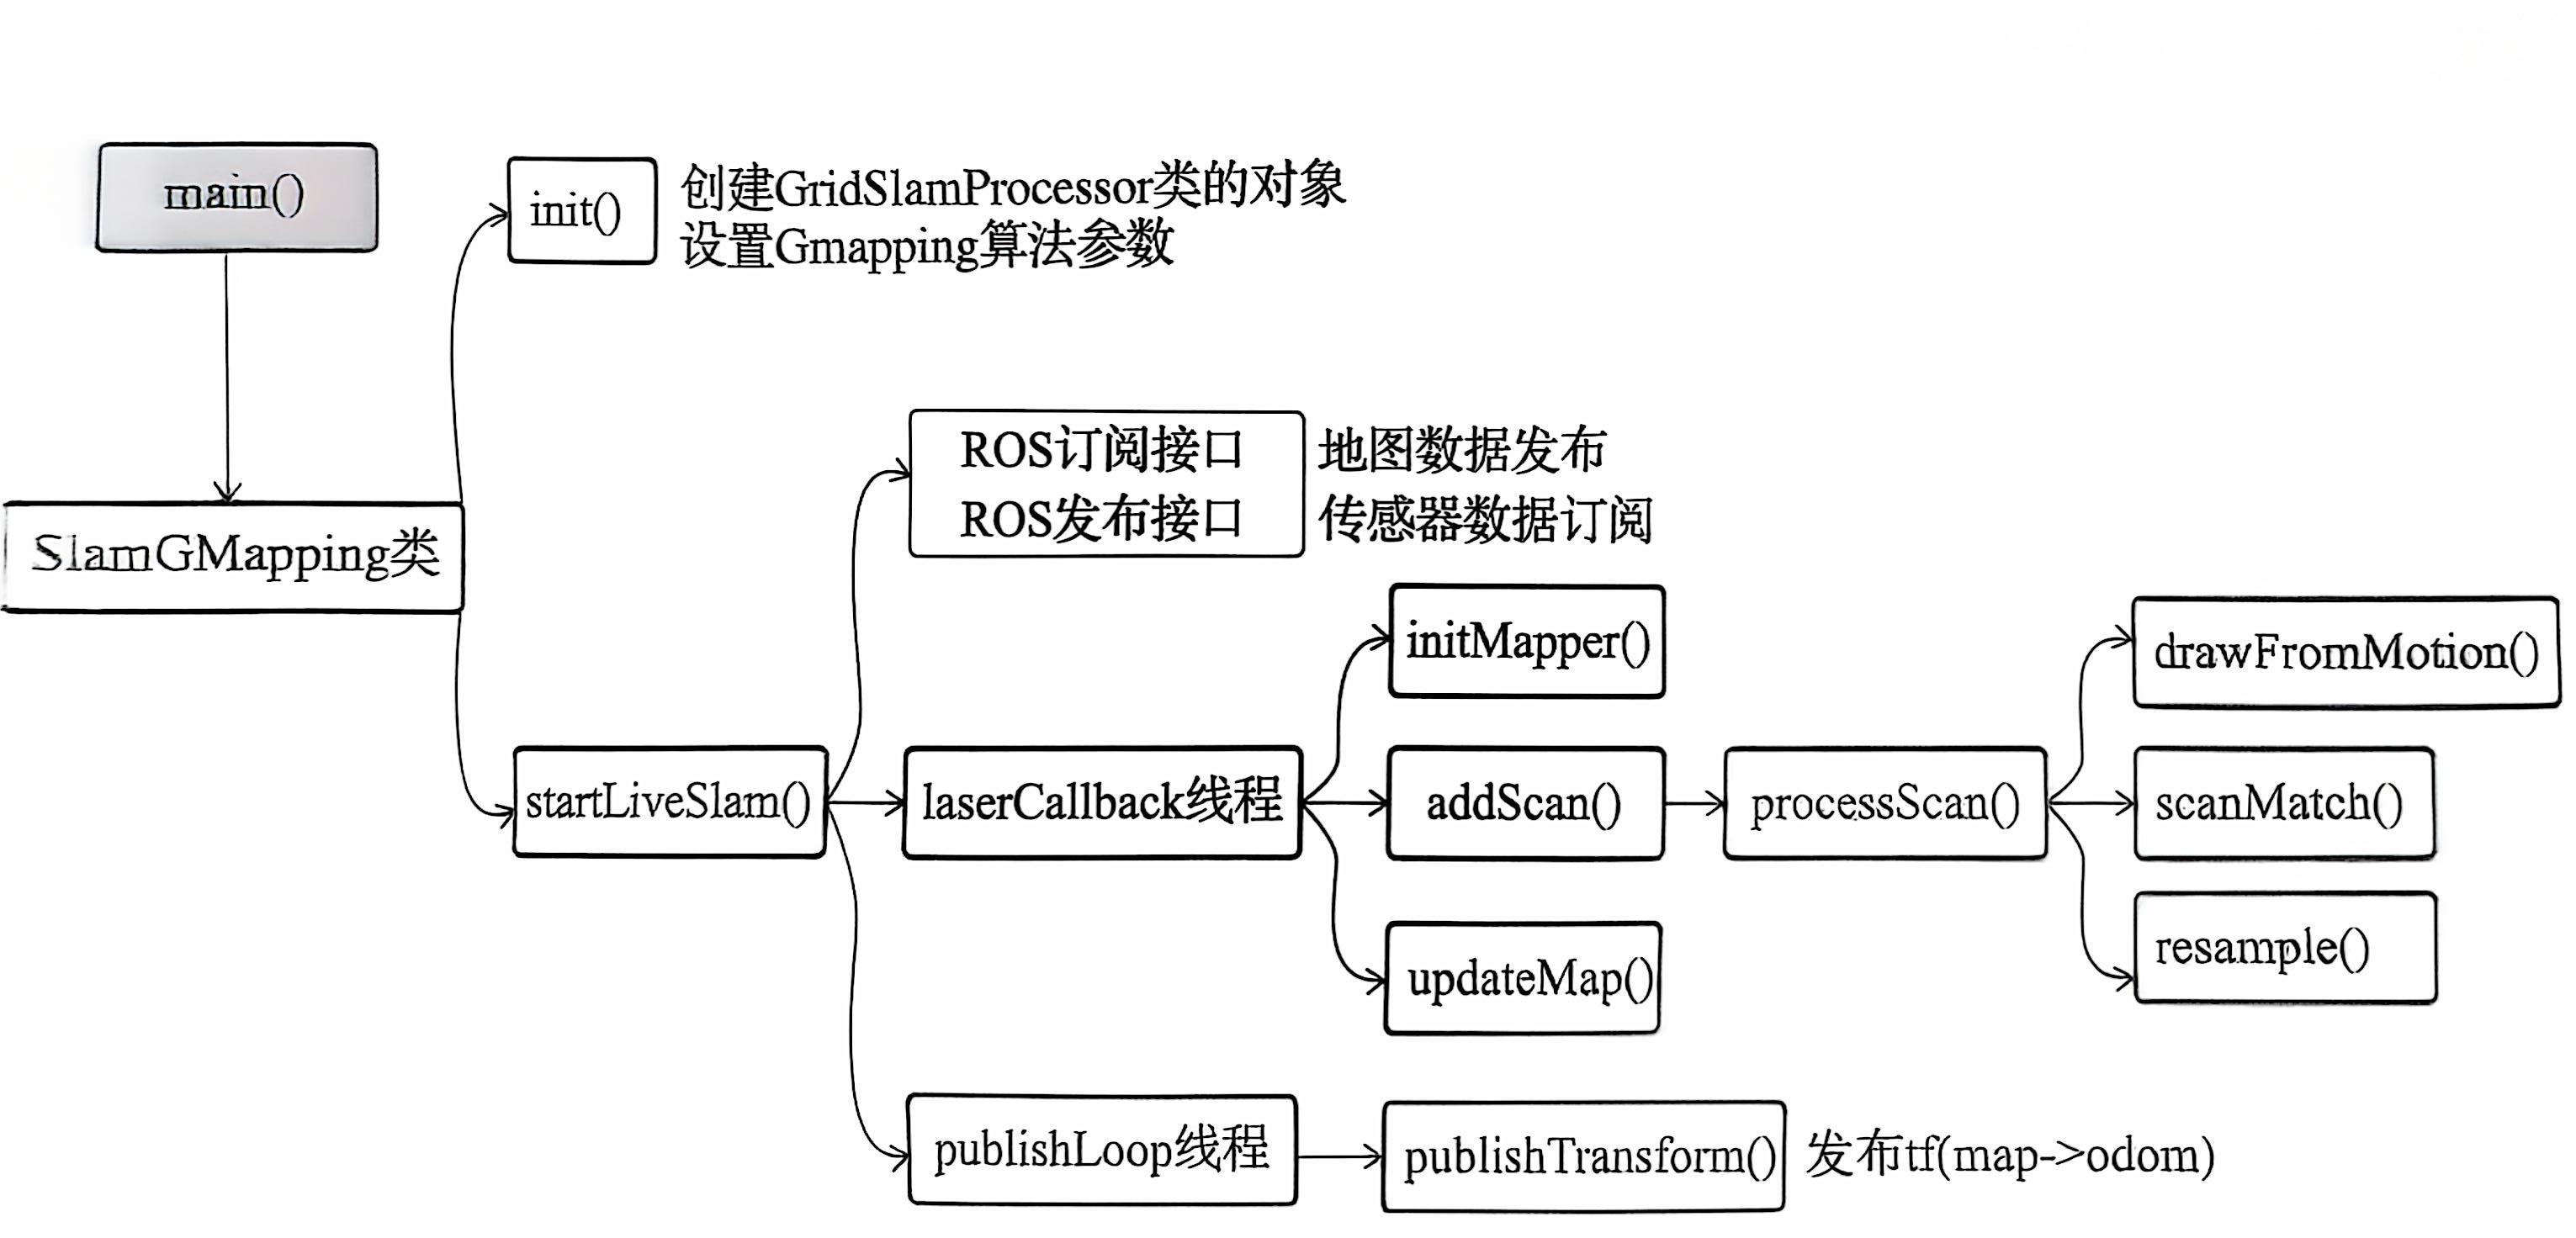 main()
init()
创建GridSlamProcessor类的对象
设置Gmapping算法参数
ROS订阅接口 地图数据发布
ROS发布接口 传感器数据订阅
SlamGMapping类
initMapper()
drawFromMotion()
startLiveSlam()
laserCallback线程
addScan()
processScan()
scanMatch()
resample()
updateMap()
publishLoop线程
publishTransform()
发布tf(map->odom)